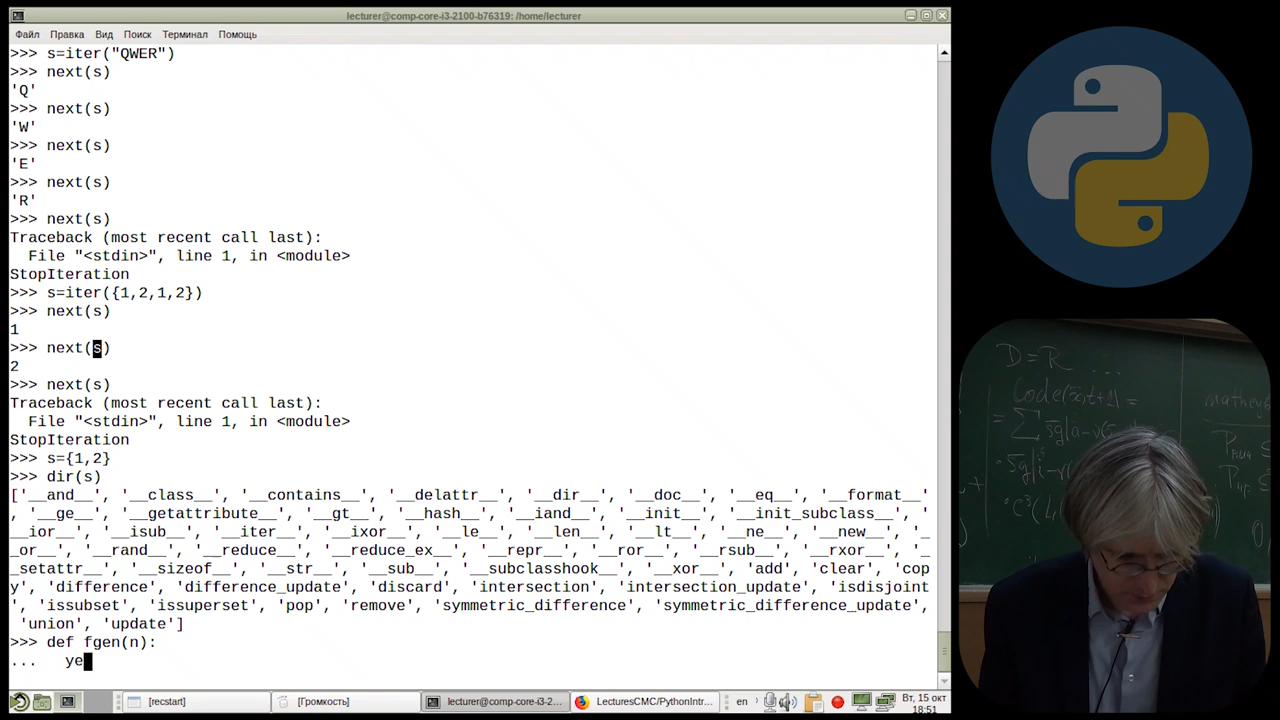 lecturer@comp-core-i3-2100-b76319: /home/lecturer
Файл Правка Вид Поиск Терминал Помощь
>>> s=iter("QWER")
>>> next(s)
'Q'
>>> next(s)
'W'
>>> next(s)
'E'
>>> next(s)
'R'
>>> next(s)
Traceback (most recent call last):
  File "<stdin>", line 1, in <module>
StopIteration
>>> s=iter({1,2,1,2})
>>> next(s)
1
>>> next(s)
2
>>> next(s)
Traceback (most recent call last):
  File "<stdin>", line 1, in <module>
StopIteration
>>> s={1,2}
>>> dir(s)
['__and__', '__class__', '__contains__', '__delattr__', '__dir__', '__doc__', '__eq__', '__format__'
, '__ge__', '__getattribute__', '__gt__', '__hash__', '__iand__', '__init__', '__init_subclass__', '
__ior__', '__isub__', '__iter__', '__ixor__', '__le__', '__len__', '__lt__', '__ne__', '__new__', '_
_or__', '__rand__', '__reduce__', '__reduce_ex__', '__repr__', '__ror__', '__rsub__', '__rxor__', '_
_setattr__', '__sizeof__', '__str__', '__sub__', '__subclasshook__', '__xor__', 'add', 'clear', 'cop
y', 'difference', 'difference_update', 'discard', 'intersection', 'intersection_update', 'isdisjoint
', 'issubset', 'issuperset', 'pop', 'remove', 'symmetric_difference', 'symmetric_difference_update',
 'union', 'update']
>>> def fgen(n):
...   ye
[recstart] [Громкость] lecturer@comp-core-i3-2... LecturesCMC/PythonIntr... en Вт, 15 окт
18:51
D = R ...